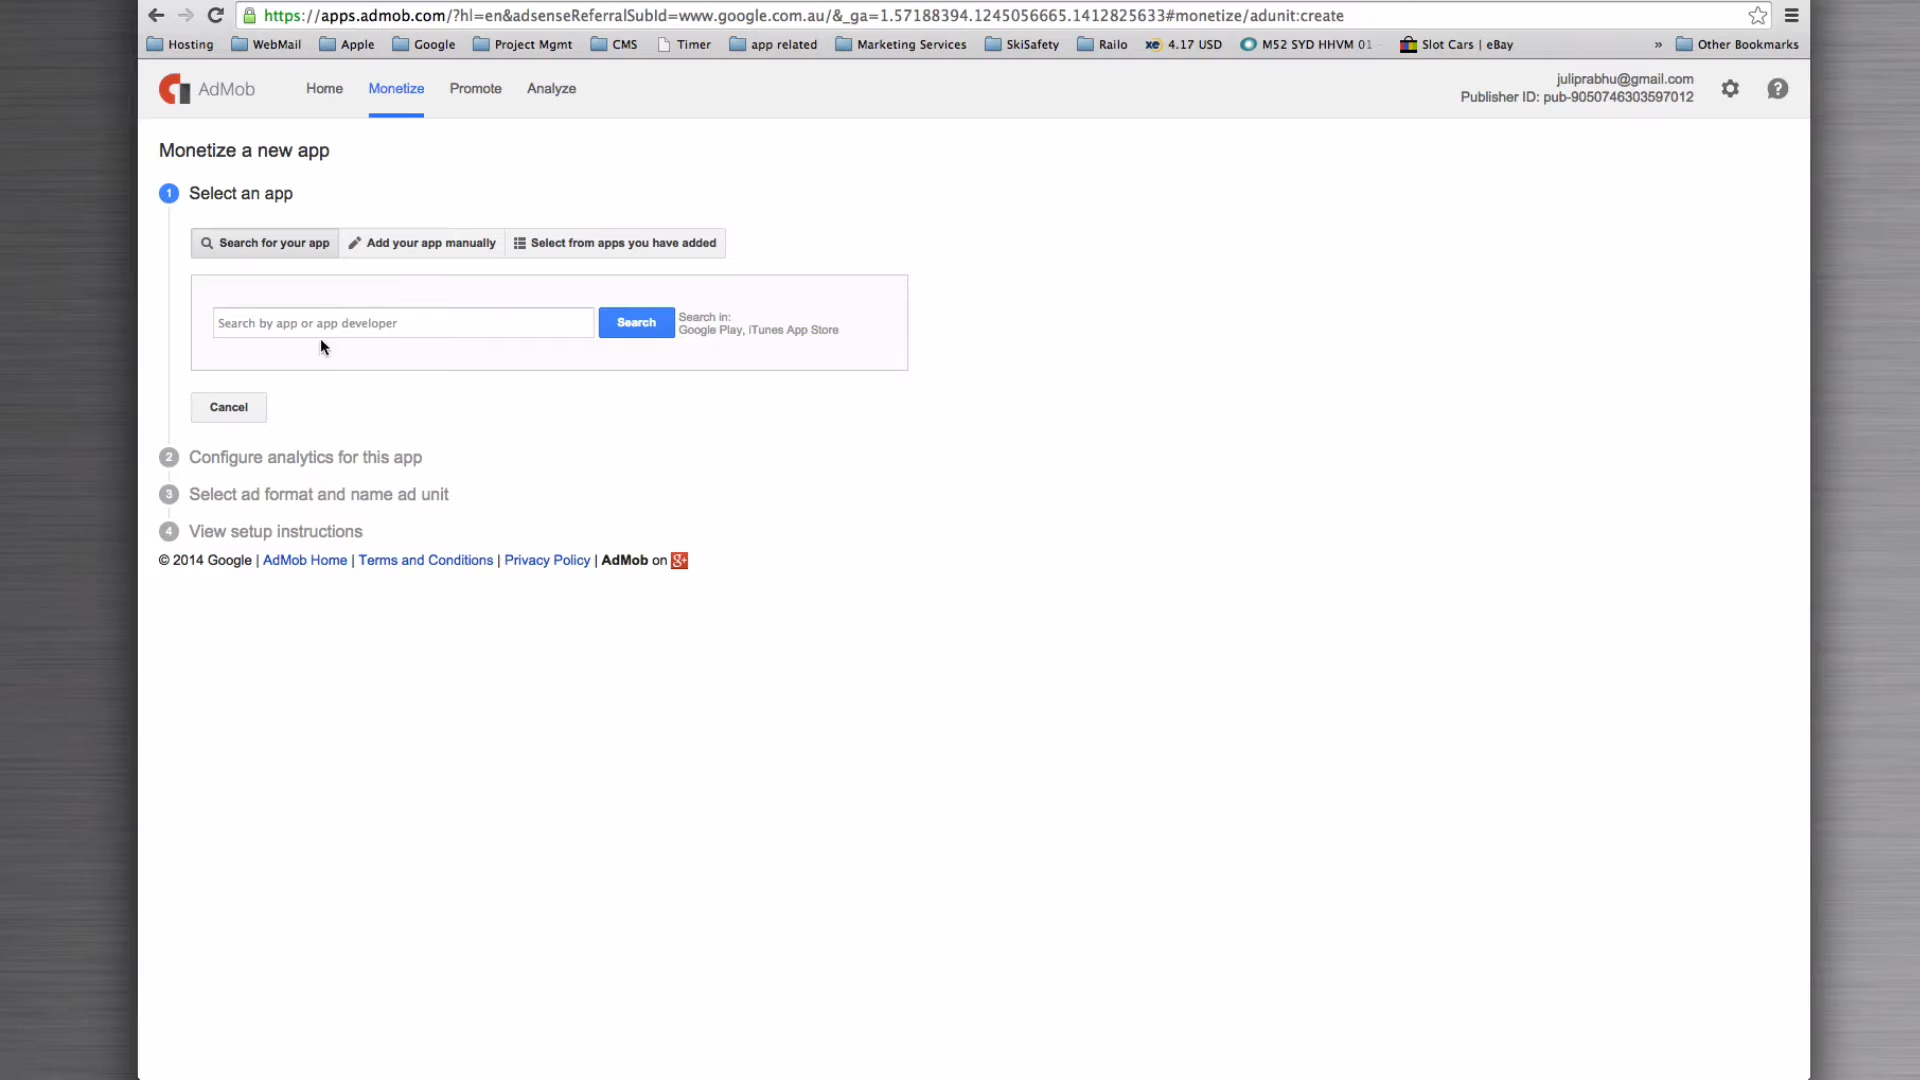 https://apps.admob.com/?hl=en&adsenseReferralSubId=www.google.com.au/&_ga=1.57188394.1245056665.1412825633#monetize/adunit:create
Hosting WebMail Apple Google Project Mgmt CMS Timer app related Marketing Services SkiSafety Railo xe 4.17 USD M52 SYD HHVM 01 Slot Cars | eBay » Other Bookmarks
AdMob Home Monetize Promote Analyze
juliprabhu@gmail.com
Publisher ID: pub-9050746303597012
Monetize a new app
1 Select an app
Search for your app Add your app manually Select from apps you have added
Search by app or app developer Search
Search in:
Google Play, iTunes App Store
Cancel
2 Configure analytics for this app
3 Select ad format and name ad unit
4 View setup instructions
© 2014 Google | AdMob Home | Terms and Conditions | Privacy Policy | AdMob on g+